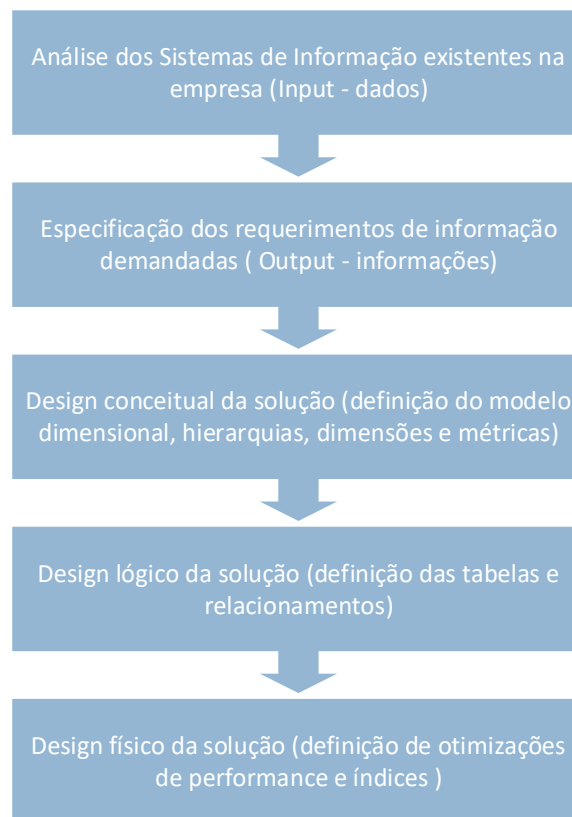 Análise dos Sistemas de Informação existentes na
empresa (Input - dados)
Especificação dos requerimentos de informação
demandadas ( Output - informações)
Design conceitual da solução (definição do modelo
dimensional, hierarquias, dimensões e métricas)
Design lógico da solução (definição das tabelas e
relacionamentos)
Design físico da solução (definição de otimizações
de performance e índices )